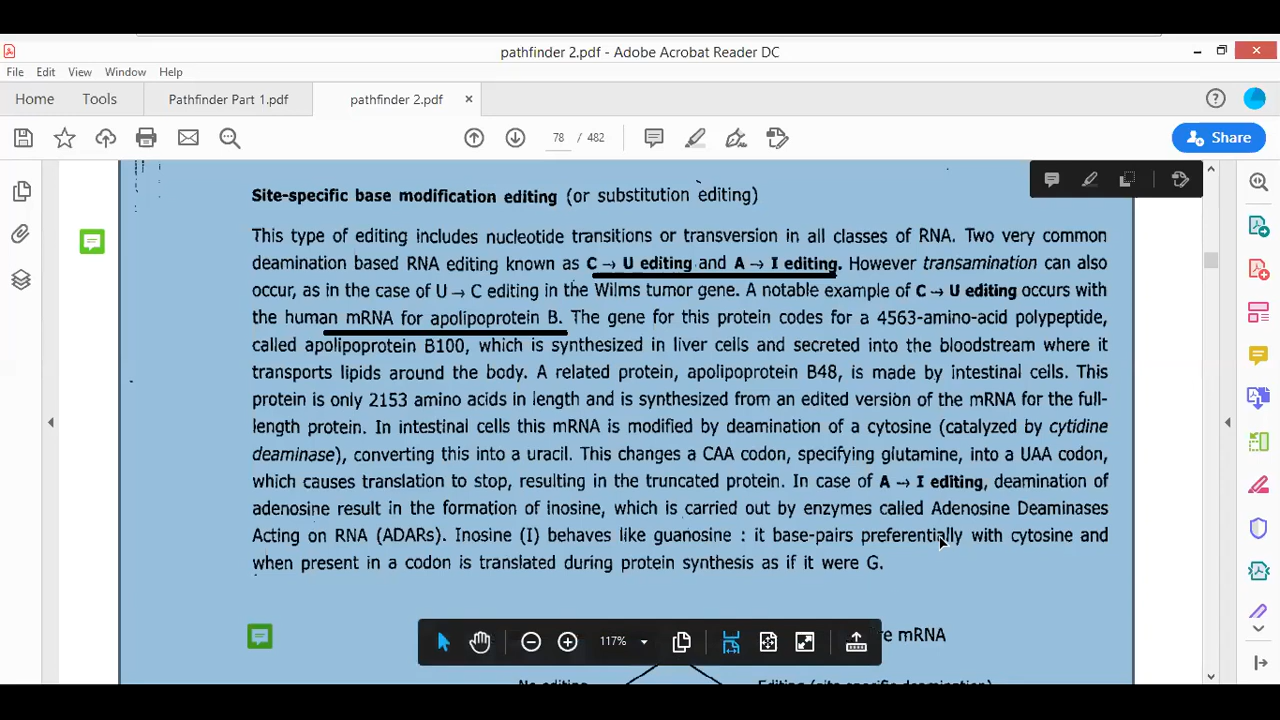 pathfinder 2.pdf - Adobe Acrobat Reader DC
File Edit View Window Help
Home Tools Pathfinder Part 1.pdf pathfinder 2.pdf ×
78 / 482
Share
Site-specific base modification editing (or substitution editing)
This type of editing includes nucleotide transitions or transversion in all classes of RNA. Two very common
deamination based RNA editing known as C → U editing and A → I editing. However transamination can also
occur, as in the case of U → C editing in the Wilms tumor gene. A notable example of C → U editing occurs with
the human mRNA for apolipoprotein B. The gene for this protein codes for a 4563-amino-acid polypeptide,
called apolipoprotein B100, which is synthesized in liver cells and secreted into the bloodstream where it
transports lipids around the body. A related protein, apolipoprotein B48, is made by intestinal cells. This
protein is only 2153 amino acids in length and is synthesized from an edited version of the mRNA for the full-
length protein. In intestinal cells this mRNA is modified by deamination of a cytosine (catalyzed by cytidine
deaminase), converting this into a uracil. This changes a CAA codon, specifying glutamine, into a UAA codon,
which causes translation to stop, resulting in the truncated protein. In case of A → I editing, deamination of
adenosine result in the formation of inosine, which is carried out by enzymes called Adenosine Deaminases
Acting on RNA (ADARs). Inosine (I) behaves like guanosine : it base-pairs preferentially with cytosine and
when present in a codon is translated during protein synthesis as if it were G.
117%
mRNA